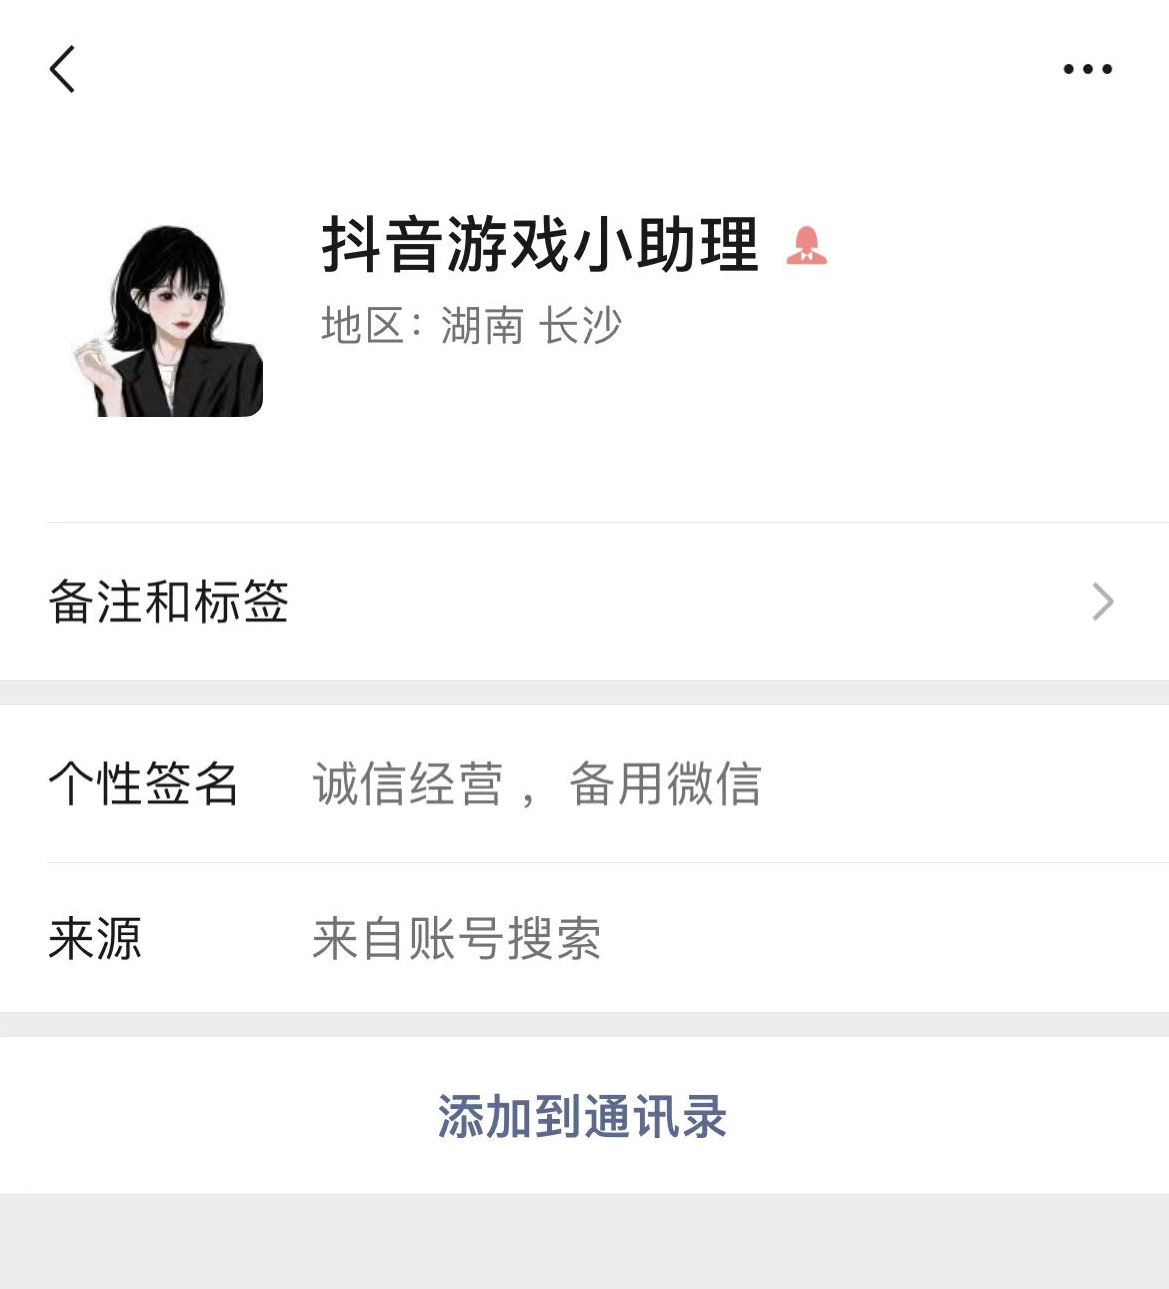 抖音游戏小助理
地区：湖南 长沙
备注和标签
个性签名 诚信经营 ，备用微信
来源 来自账号搜索
添加到通讯录